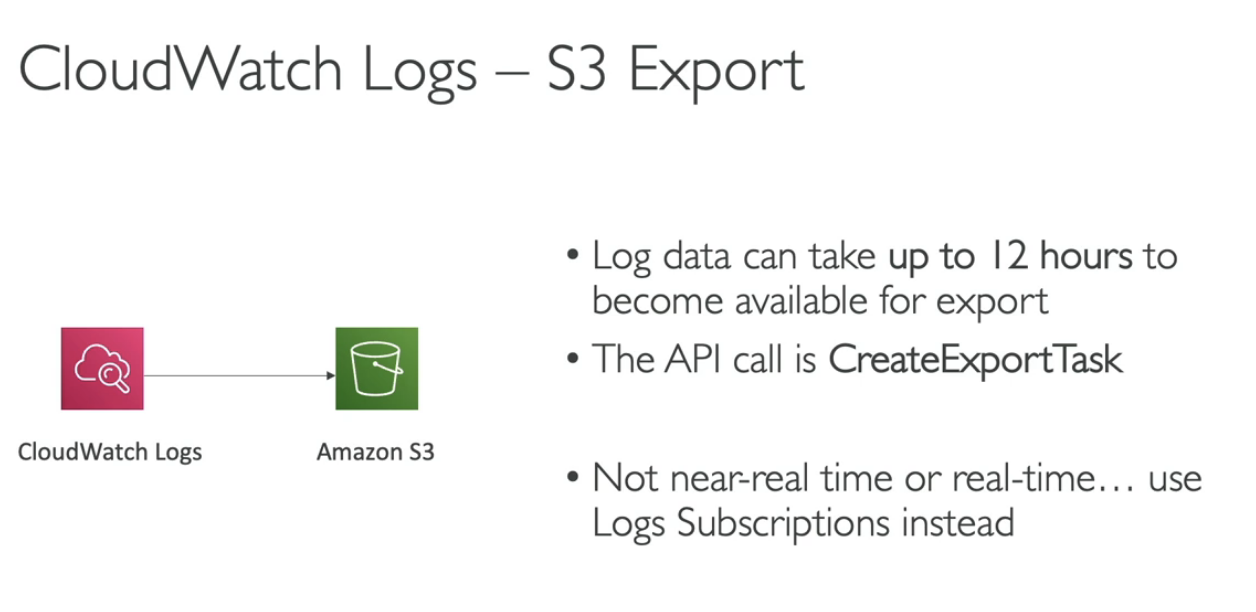 CloudWatch Logs – S3 Export
• Log data can take up to 12 hours to
become available for export
• The API call is CreateExportTask
CloudWatch Logs
Amazon S3
• Not near-real time or real-time… use
Logs Subscriptions instead